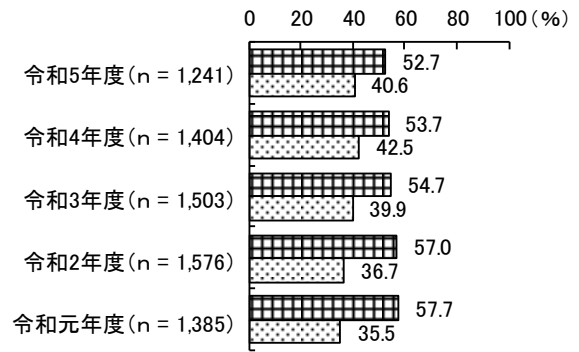 0 20 40 60 80 100(%)
令和5年度(n = 1,241) 52.7
40.6
令和4年度(n = 1,404) 53.7
42.5
令和3年度(n = 1,503) 54.7
39.9
令和2年度(n = 1,576) 57.0
36.7
令和元年度(n = 1,385) 57.7
35.5